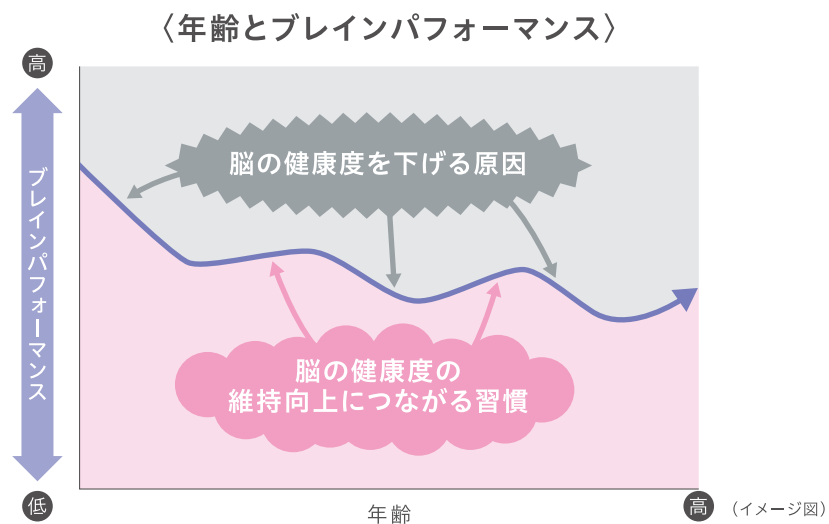 〈年齢とブレインパフォーマンス〉
高
ブレインパフォーマンス
脳の健康度を下げる原因
脳の健康度の
維持向上につながる習慣
低
年齢
高
（イメージ図）